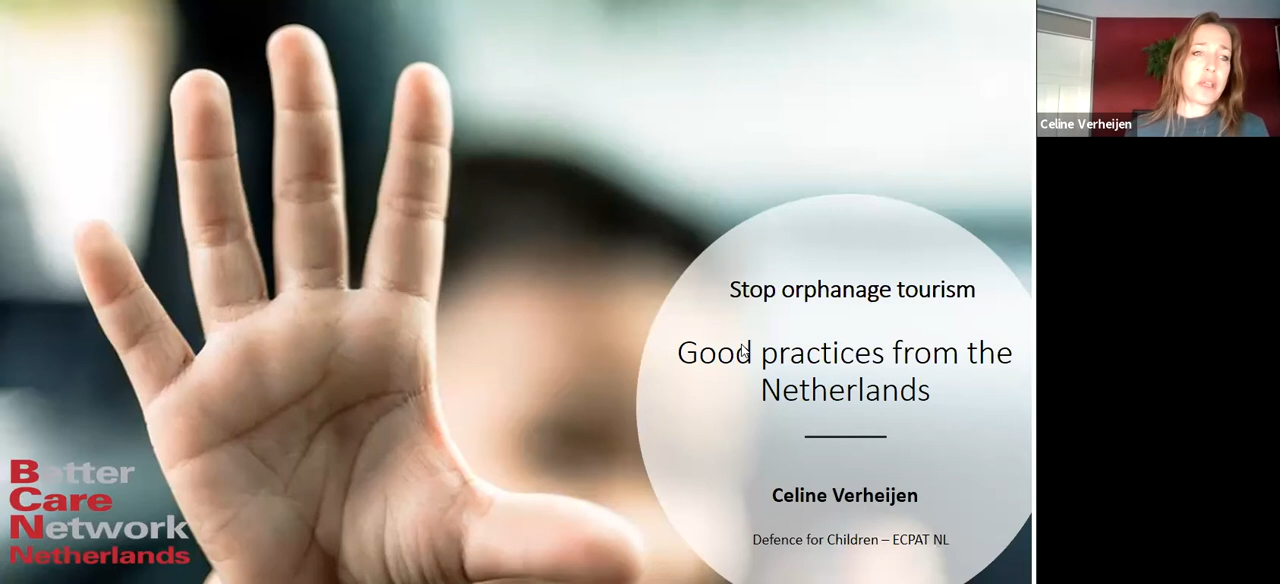 Celine Verheijen
Stop orphanage tourism
Good practices from the
Netherlands
Celine Verheijen
Defence for Children – ECPAT NL
Better
Care
Network
Netherlands